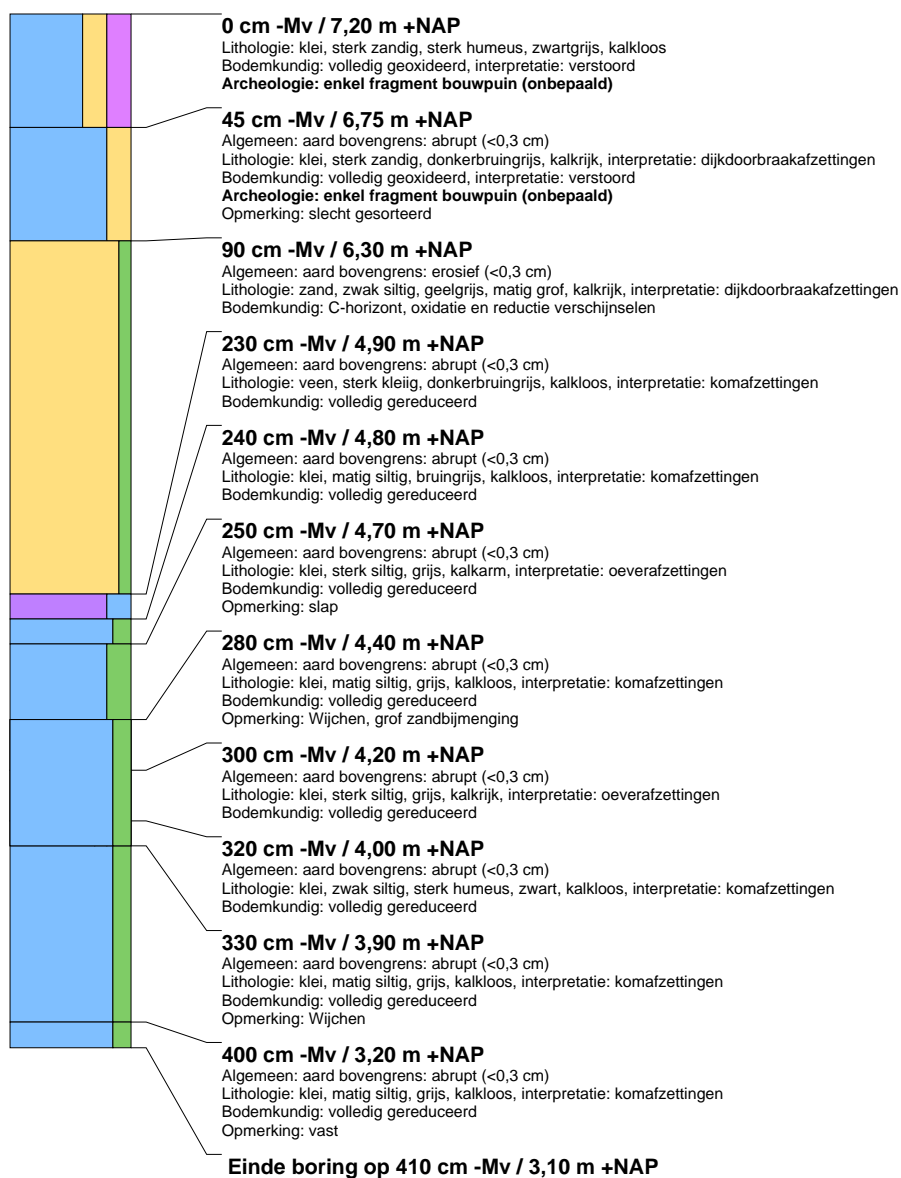 0 cm -Mv / 7,20 m +NAP
Lithologie: klei, sterk zandig, sterk humeus, zwartgrijs, kalkloos
Bodemkundig: volledig geoxideerd, interpretatie: verstoord
Archeologie: enkel fragment bouwpuin (onbepaald)
45 cm -Mv / 6,75 m +NAP
Algemeen: aard bovengrens: abrupt (<0,3 cm)
Lithologie: klei, sterk zandig, donkerbruingrijs, kalkrijk, interpretatie: dijkdoorbraakafzettingen
Bodemkundig: volledig geoxideerd, interpretatie: verstoord
Archeologie: enkel fragment bouwpuin (onbepaald)
Opmerking: slecht gesorteerd
90 cm -Mv / 6,30 m +NAP
Algemeen: aard bovengrens: erosief (<0,3 cm)
Lithologie: zand, zwak siltig, geelgrijs, matig grof, kalkrijk, interpretatie: dijkdoorbraakafzettingen
Bodemkundig: C-horizont, oxidatie en reductie verschijnselen
230 cm -Mv / 4,90 m +NAP
Algemeen: aard bovengrens: abrupt (<0,3 cm)
Lithologie: veen, sterk kleiig, donkerbruingrijs, kalkloos, interpretatie: komafzettingen
Bodemkundig: volledig gereduceerd
240 cm -Mv / 4,80 m +NAP
Algemeen: aard bovengrens: abrupt (<0,3 cm)
Lithologie: klei, matig siltig, bruingrijs, kalkloos, interpretatie: komafzettingen
Bodemkundig: volledig gereduceerd
250 cm -Mv / 4,70 m +NAP
Algemeen: aard bovengrens: abrupt (<0,3 cm)
Lithologie: klei, sterk siltig, grijs, kalkarm, interpretatie: oeverafzettingen
Bodemkundig: volledig gereduceerd
Opmerking: slap
280 cm -Mv / 4,40 m +NAP
Algemeen: aard bovengrens: abrupt (<0,3 cm)
Lithologie: klei, matig siltig, grijs, kalkloos, interpretatie: komafzettingen
Bodemkundig: volledig gereduceerd
Opmerking: Wijchen, grof zandbijmenging
300 cm -Mv / 4,20 m +NAP
Algemeen: aard bovengrens: abrupt (<0,3 cm)
Lithologie: klei, sterk siltig, grijs, kalkrijk, interpretatie: oeverafzettingen
Bodemkundig: volledig gereduceerd
320 cm -Mv / 4,00 m +NAP
Algemeen: aard bovengrens: abrupt (<0,3 cm)
Lithologie: klei, zwak siltig, sterk humeus, zwart, kalkloos, interpretatie: komafzettingen
Bodemkundig: volledig gereduceerd
330 cm -Mv / 3,90 m +NAP
Algemeen: aard bovengrens: abrupt (<0,3 cm)
Lithologie: klei, matig siltig, grijs, kalkloos, interpretatie: komafzettingen
Bodemkundig: volledig gereduceerd
Opmerking: Wijchen
400 cm -Mv / 3,20 m +NAP
Algemeen: aard bovengrens: abrupt (<0,3 cm)
Lithologie: klei, matig siltig, grijs, kalkloos, interpretatie: komafzettingen
Bodemkundig: volledig gereduceerd
Opmerking: vast
Einde boring op 410 cm -Mv / 3,10 m +NAP